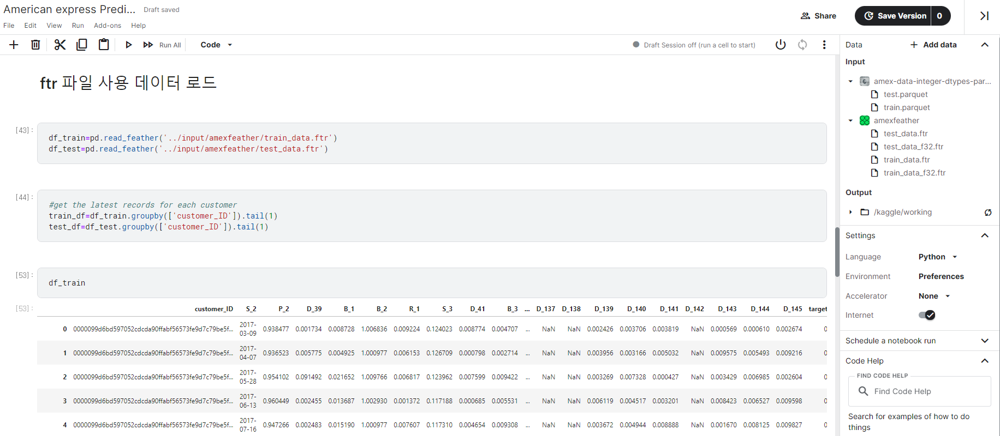 American express Predi... Draft saved
File Edit View Run Add-ons Help
Share
Save Version 0
Run All Code
Draft Session off (run a cell to start)
ftr 파일 사용 데이터 로드
[43]:
df_train=pd.read_feather('../input/amexfeather/train_data.ftr')
df_test=pd.read_feather('../input/amexfeather/test_data.ftr')
[44]:
#get the latest records for each customer
train_df=df_train.groupby(['customer_ID']).tail(1)
test_df=df_test.groupby(['customer_ID']).tail(1)
[53]:
df_train
[53]:
customer_ID S_2 P_2 D_39 B_1 B_2 R_1 S_3 D_41 B_3 ... D_137 D_138 D_139 D_140 D_141 D_142 D_143 D_144 D_145 target
0 0000099d6bd597052cdcda90ffabf56573fe9d7c79be5f... 2017-03-09 0.938477 0.001734 0.008728 1.006836 0.009224 0.124023 0.008774 0.004707 ... NaN NaN 0.002426 0.003706 0.003819 NaN 0.000569 0.000610 0.002674 0
1 0000099d6bd597052cdcda90ffabf56573fe9d7c79be5f... 2017-04-07 0.936523 0.005775 0.004925 1.000977 0.006153 0.126709 0.000798 0.002714 ... NaN NaN 0.003956 0.003166 0.005032 NaN 0.009575 0.005493 0.009216 0
2 0000099d6bd597052cdcda90ffabf56573fe9d7c79be5f... 2017-05-28 0.954102 0.091492 0.021652 1.009766 0.006817 0.123962 0.007599 0.009422 ... NaN NaN 0.003269 0.007328 0.000427 NaN 0.003429 0.006985 0.002604 0
3 0000099d6bd597052cdcda90ffabf56573fe9d7c79be5f... 2017-06-13 0.960449 0.002455 0.013687 1.002930 0.001372 0.117188 0.000685 0.005531 ... NaN NaN 0.006119 0.004517 0.003201 NaN 0.008423 0.006527 0.009598 0
4 0000099d6bd597052cdcda90ffabf56573fe9d7c79be5f... 2017-07-16 0.947266 0.002483 0.015190 1.000977 0.007607 0.117310 0.004654 0.009308 ... NaN NaN 0.003672 0.004944 0.008888 NaN 0.001670 0.008125 0.009827 0
Data Add data
Input
amex-data-integer-dtypes-par...
test.parquet
train.parquet
amexfeather
test_data.ftr
test_data_f32.ftr
train_data.ftr
train_data_f32.ftr
Output
/kaggle/working
Settings
Language Python
Environment Preferences
Accelerator None
Internet
Schedule a notebook run
Code Help
FIND CODE HELP
Find Code Help
Search for examples of how to do
things